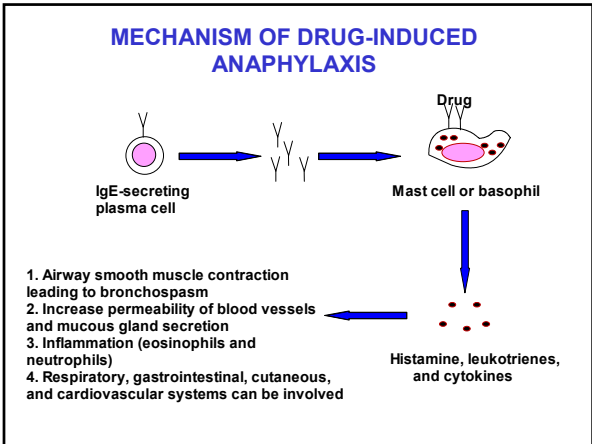 MECHANISM OF DRUG-INDUCED
ANAPHYLAXIS
Drug
IgE-secreting
plasma cell
Mast cell or basophil
1. Airway smooth muscle contraction
leading to bronchospasm
2. Increase permeability of blood vessels
and mucous gland secretion
3. Inflammation (eosinophils and
neutrophils)
4. Respiratory, gastrointestinal, cutaneous,
and cardiovascular systems can be involved
Histamine, leukotrienes,
and cytokines